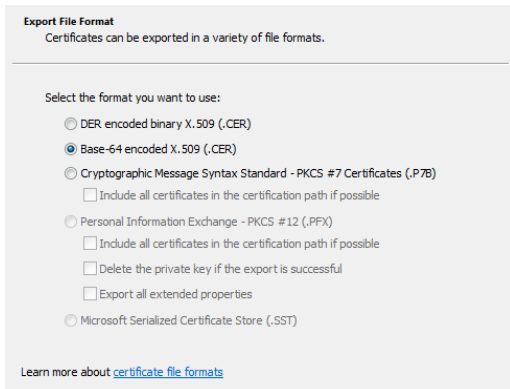 Export File Format
Certificates can be exported in a variety of file formats.
Select the format you want to use:
DER encoded binary X.509 (.CER)
Base-64 encoded X.509 (.CER)
Cryptographic Message Syntax Standard - PKCS #7 Certificates (.P7B)
Include all certificates in the certification path if possible
Personal Information Exchange - PKCS #12 (.PFX)
Include all certificates in the certification path if possible
Delete the private key if the export is successful
Export all extended properties
Microsoft Serialized Certificate Store (.SST)
Learn more about certificate file formats